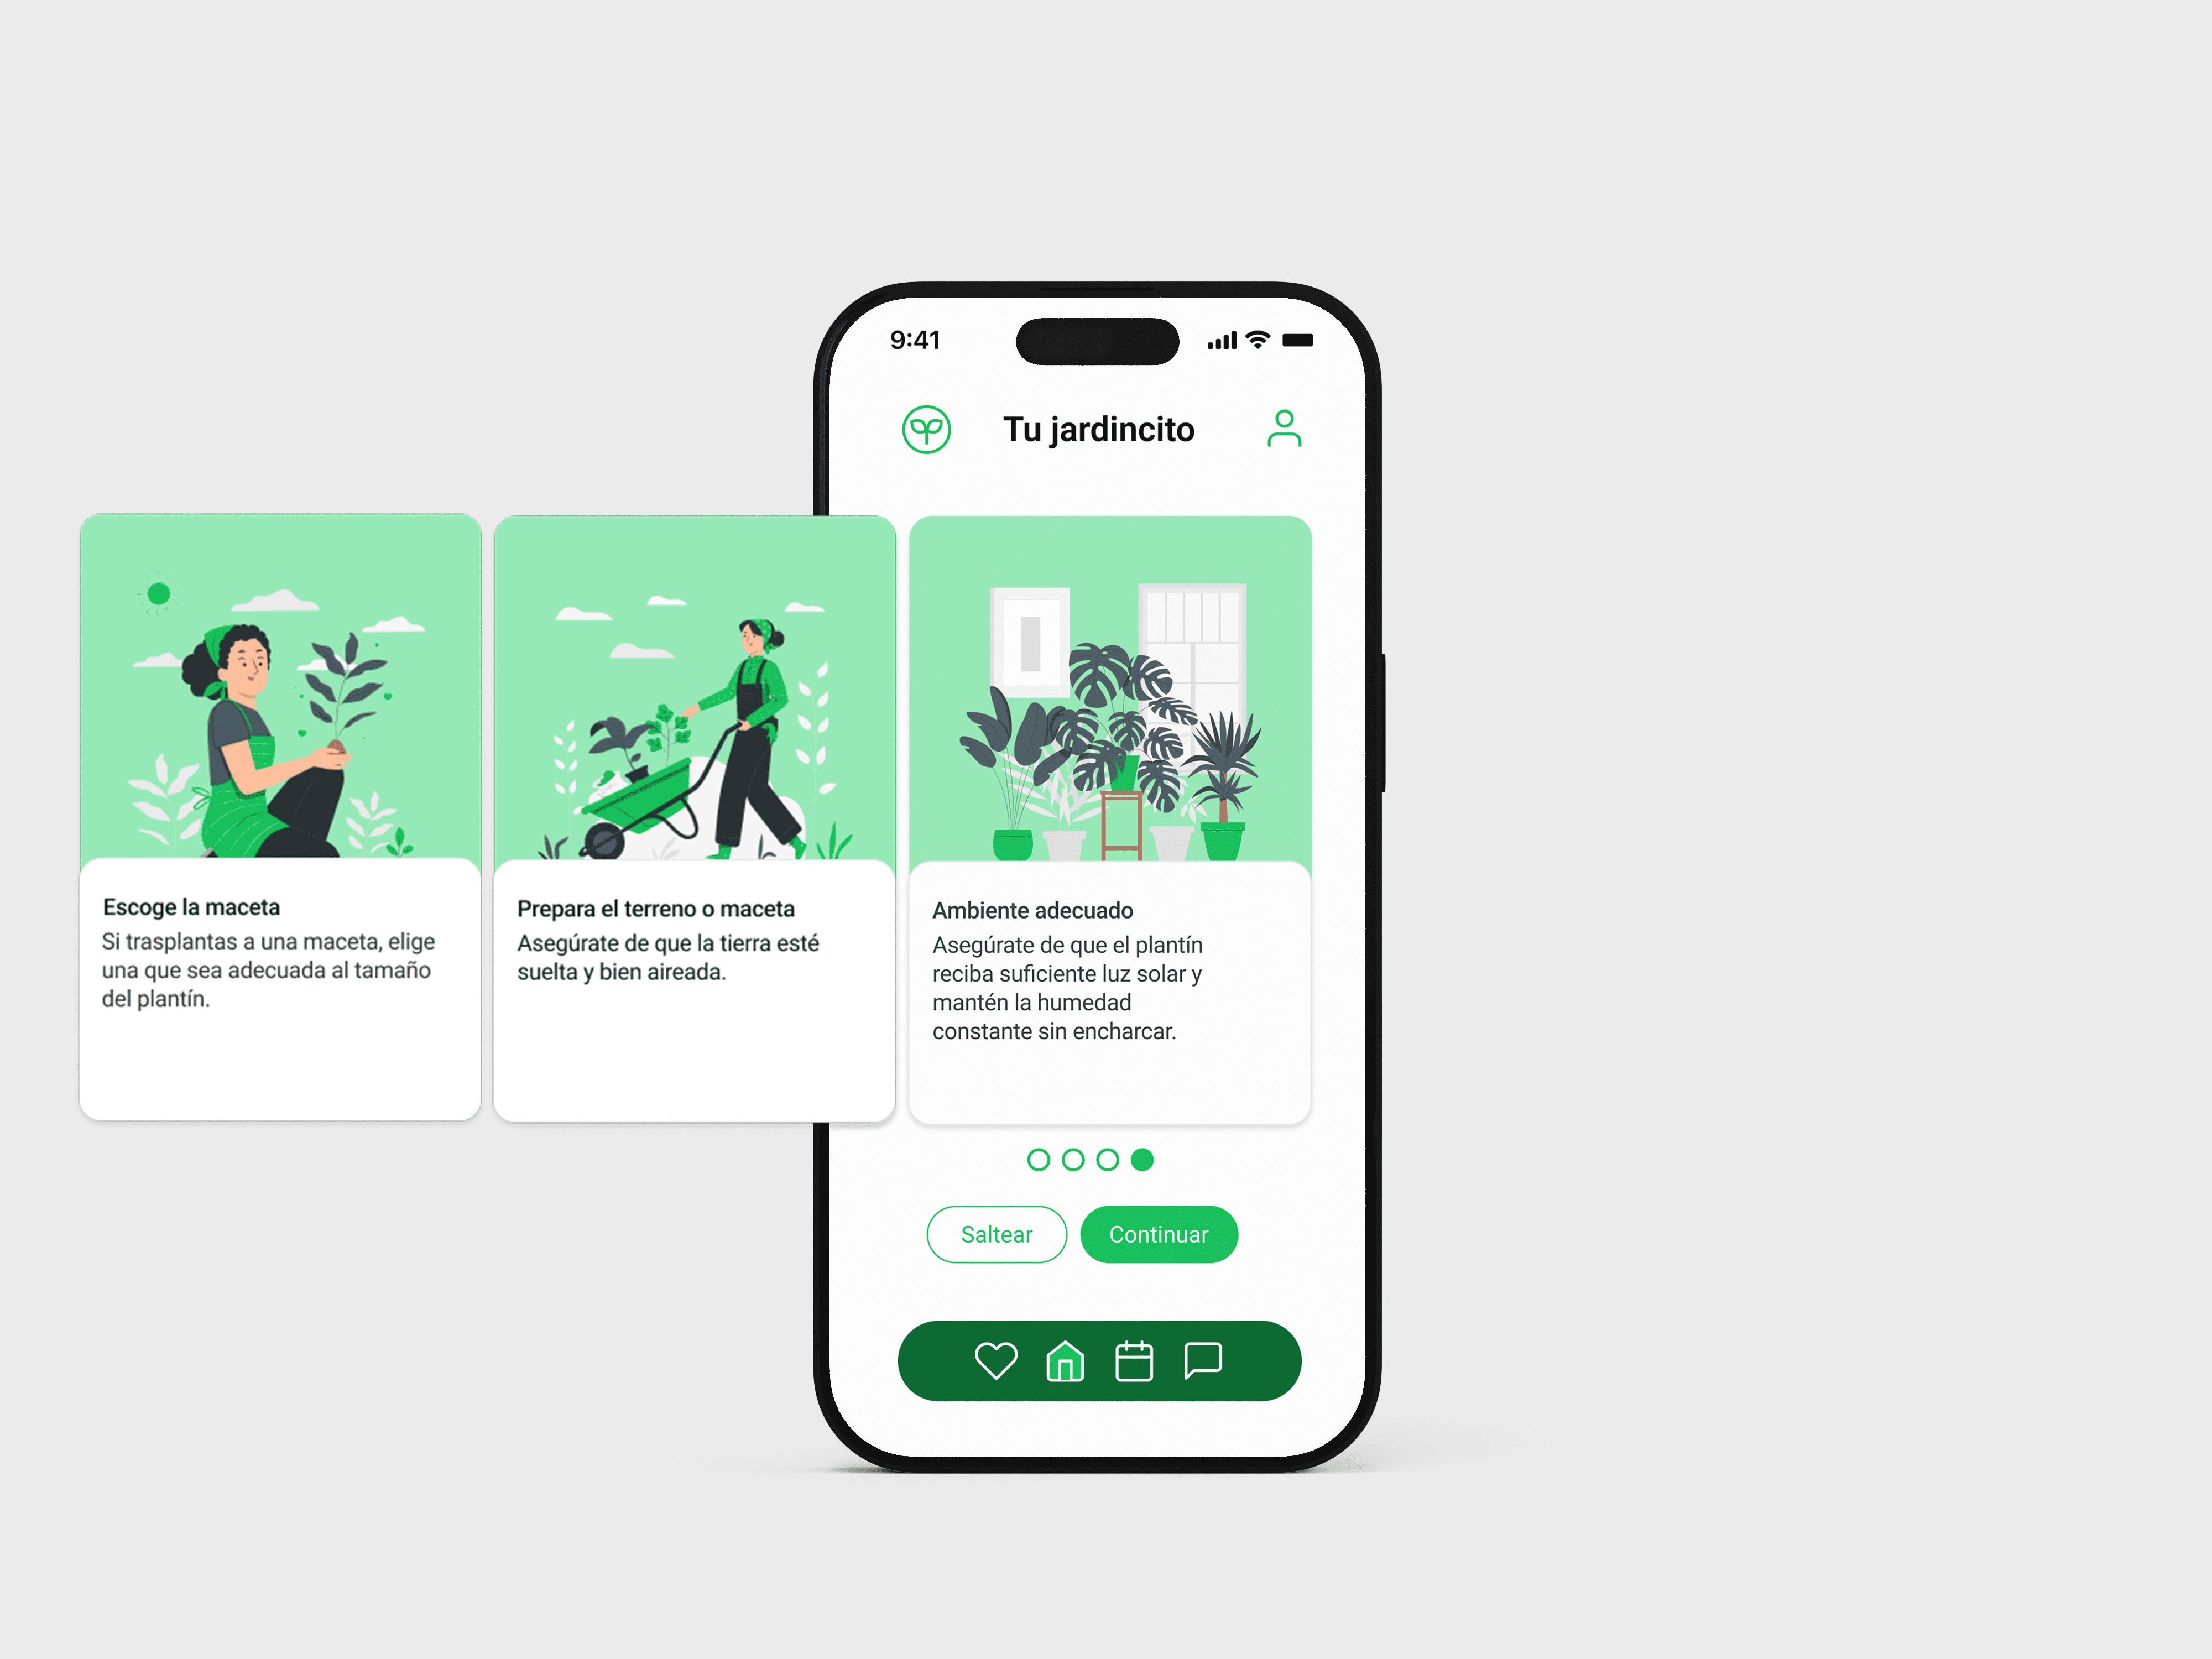 9:41
Tu jardincito
Escoge la maceta
Si trasplantas a una maceta, elige
una que sea adecuada al tamaño
del plantín.
Prepara el terreno o maceta
Asegúrate de que la tierra esté
suelta y bien aireada.
Ambiente adecuado
Asegúrate de que el plantín
reciba suficiente luz solar y
mantén la humedad
constante sin encharcar.
Saltear
Continuar